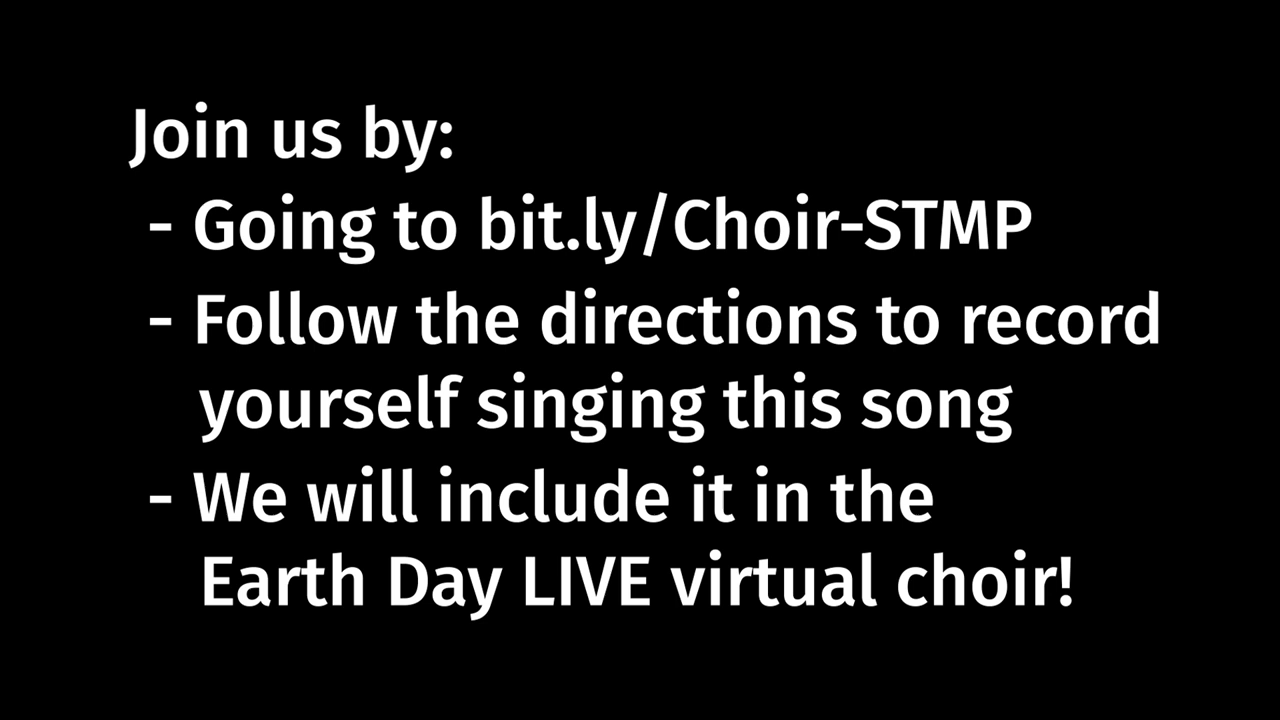 Join us by:
- Going to bit.ly/Choir-STMP
- Follow the directions to record
yourself singing this song
- We will include it in the
Earth Day LIVE virtual choir!